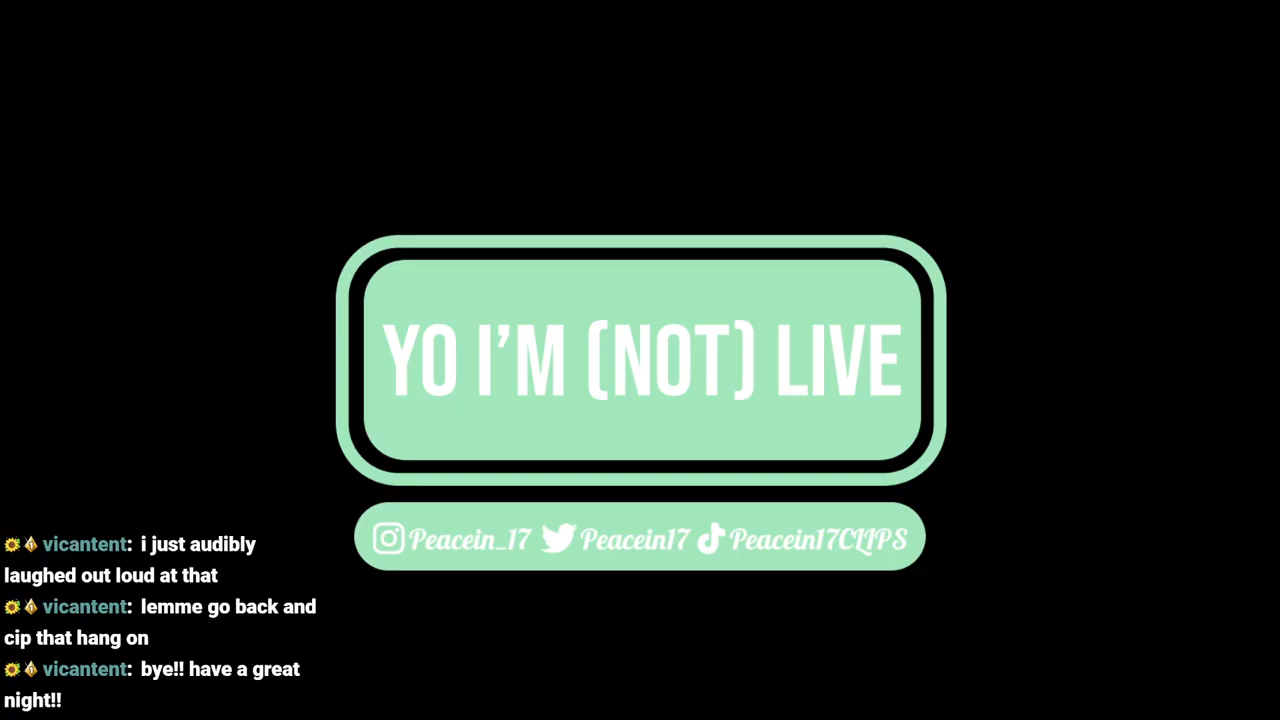 YO I’M (NOT) LIVE
Peacein_17 Peacein17 Peacein17CLIPS
vicantent: i just audibly
laughed out loud at that
vicantent: lemme go back and
cip that hang on
vicantent: bye!! have a great
night!!